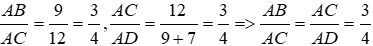 AB/AC = 9/12 = 3/4, AC/AD = 12/(9+7) = 3/4 => AB/AC = AC/AD = 3/4